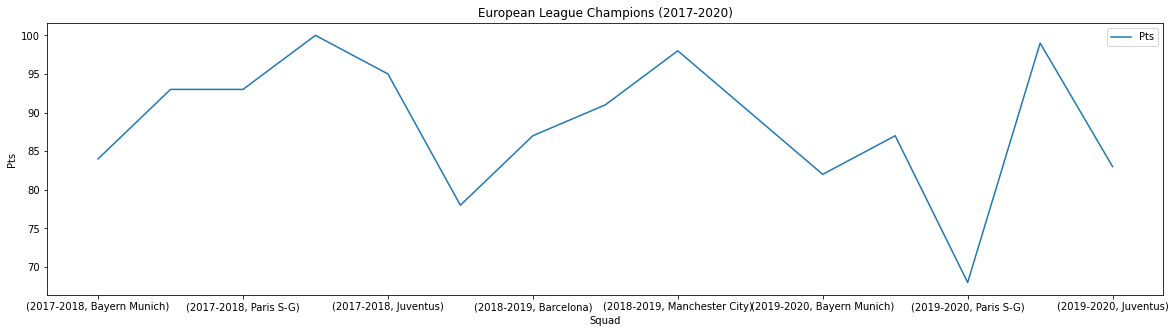 European League Champions (2017-2020)
Pts
100
95
90
85
80
75
70
Pts
(2017-2018, Bayern Munich)
(2017-2018, Paris S-G)
(2017-2018, Juventus)
(2018-2019, Barcelona)
(2018-2019, Manchester City)
(2019-2020, Bayern Munich)
(2019-2020, Paris S-G)
(2019-2020, Juventus)
Squad